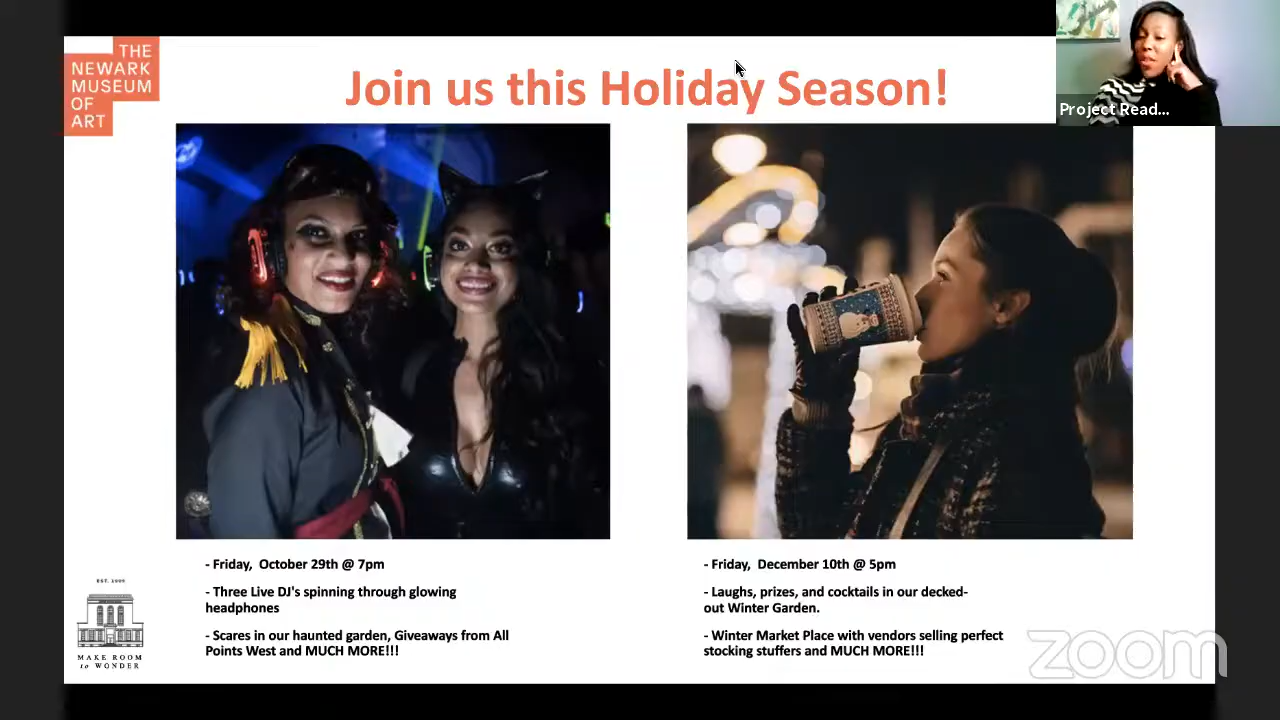 THE
NEWARK
MUSEUM
OF
ART
Join us this Holiday Season!
Project Read...
- Friday,  October 29th @ 7pm
- Three Live DJ's spinning through glowing
headphones
- Scares in our haunted garden, Giveaways from All
Points West and MUCH MORE!!!
- Friday,  December 10th @ 5pm
- Laughs, prizes, and cocktails in our decked-
out Winter Garden.
- Winter Market Place with vendors selling perfect
stocking stuffers and MUCH MORE!!!
MAKE ROOM
to WONDER
zoom